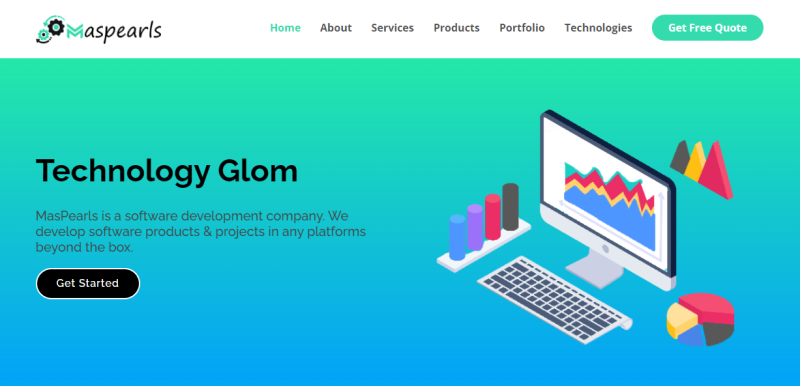 Maspearls
Home About Services Products Portfolio Technologies Get Free Quote
Technology Glom
MasPearls is a software development company. We
develop software products & projects in any platforms
beyond the box.
Get Started